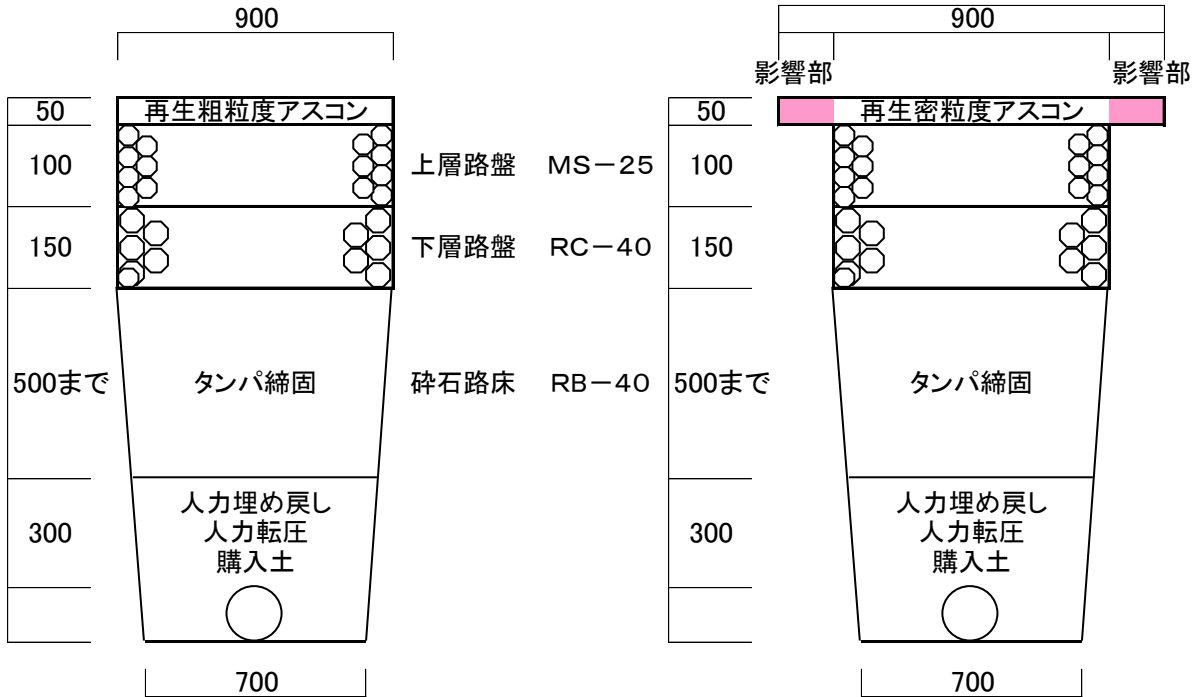 900
50
再生粗粒度アスコン
100
上層路盤 MS－25
150
下層路盤 RC－40
500まで
タンパ締固
砕石路床 RB－40
300
人力埋め戻し
人力転圧
購入土
700
900
影響部
影響部
50
再生密粒度アスコン
100
150
500まで
タンパ締固
300
人力埋め戻し
人力転圧
購入土
700